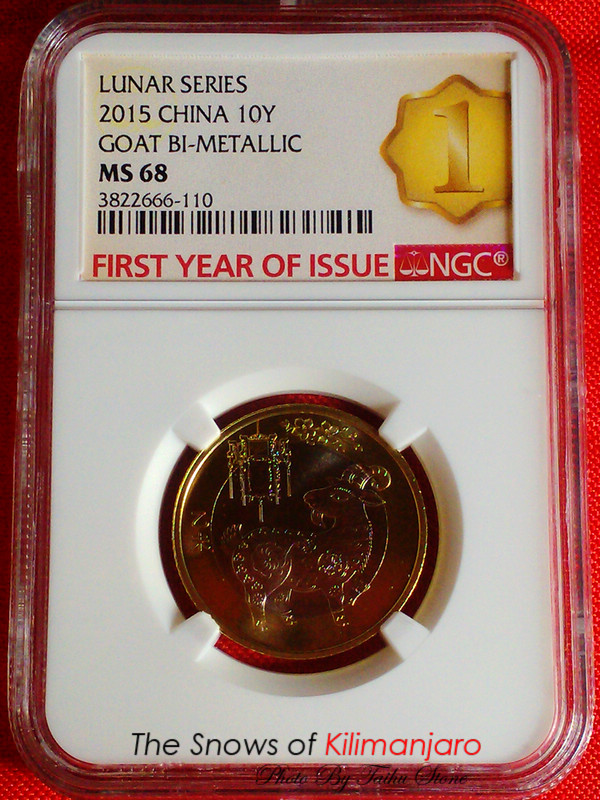 LUNAR SERIES
2015 CHINA 10Y
GOAT BI-METALLIC
MS 68
3822666-110
1
FIRST YEAR OF ISSUE NGC®
The Snows of Kilimanjaro
Photo By Taiku Stone